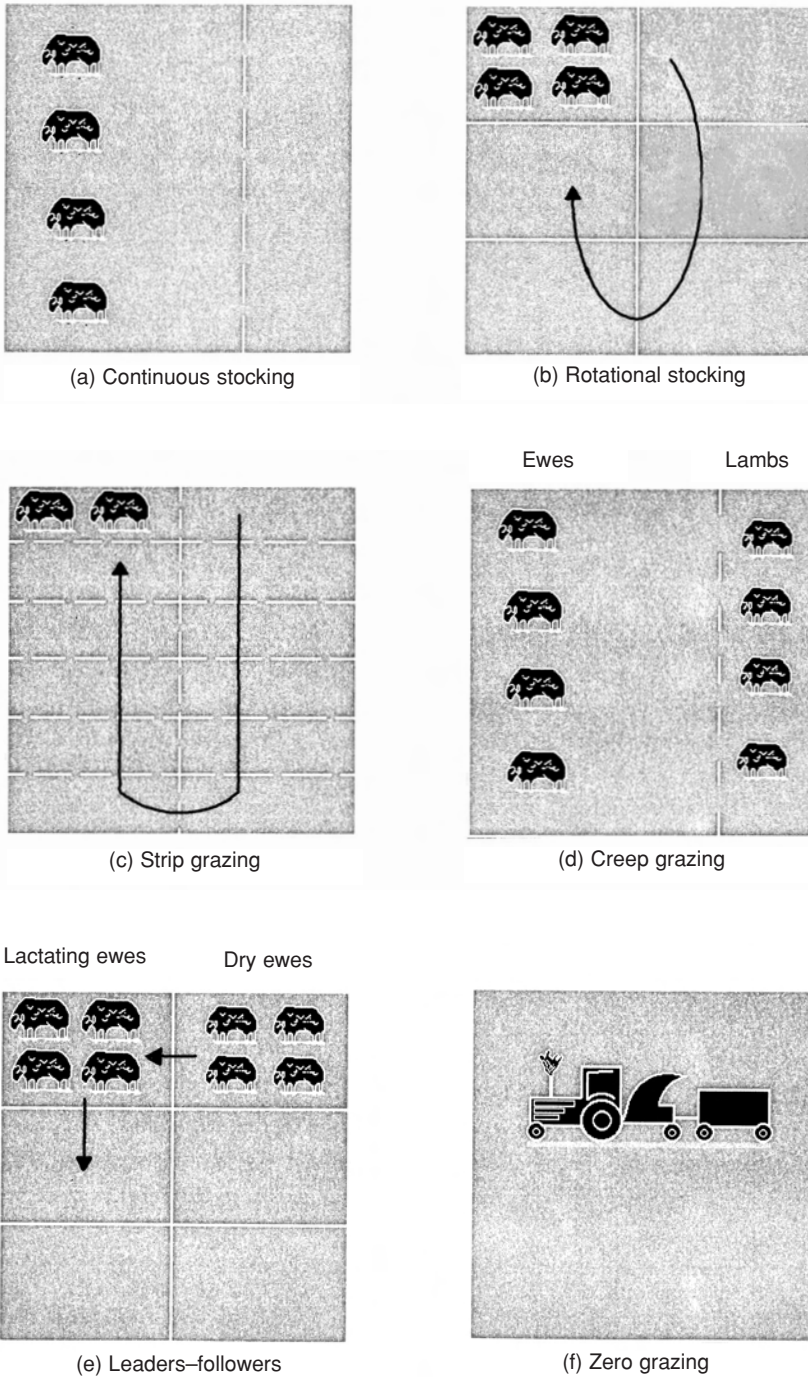 (a) Continuous stocking
(b) Rotational stocking
Ewes
Lambs
(c) Strip grazing
(d) Creep grazing
Lactating ewes
Dry ewes
(e) Leaders–followers
(f) Zero grazing